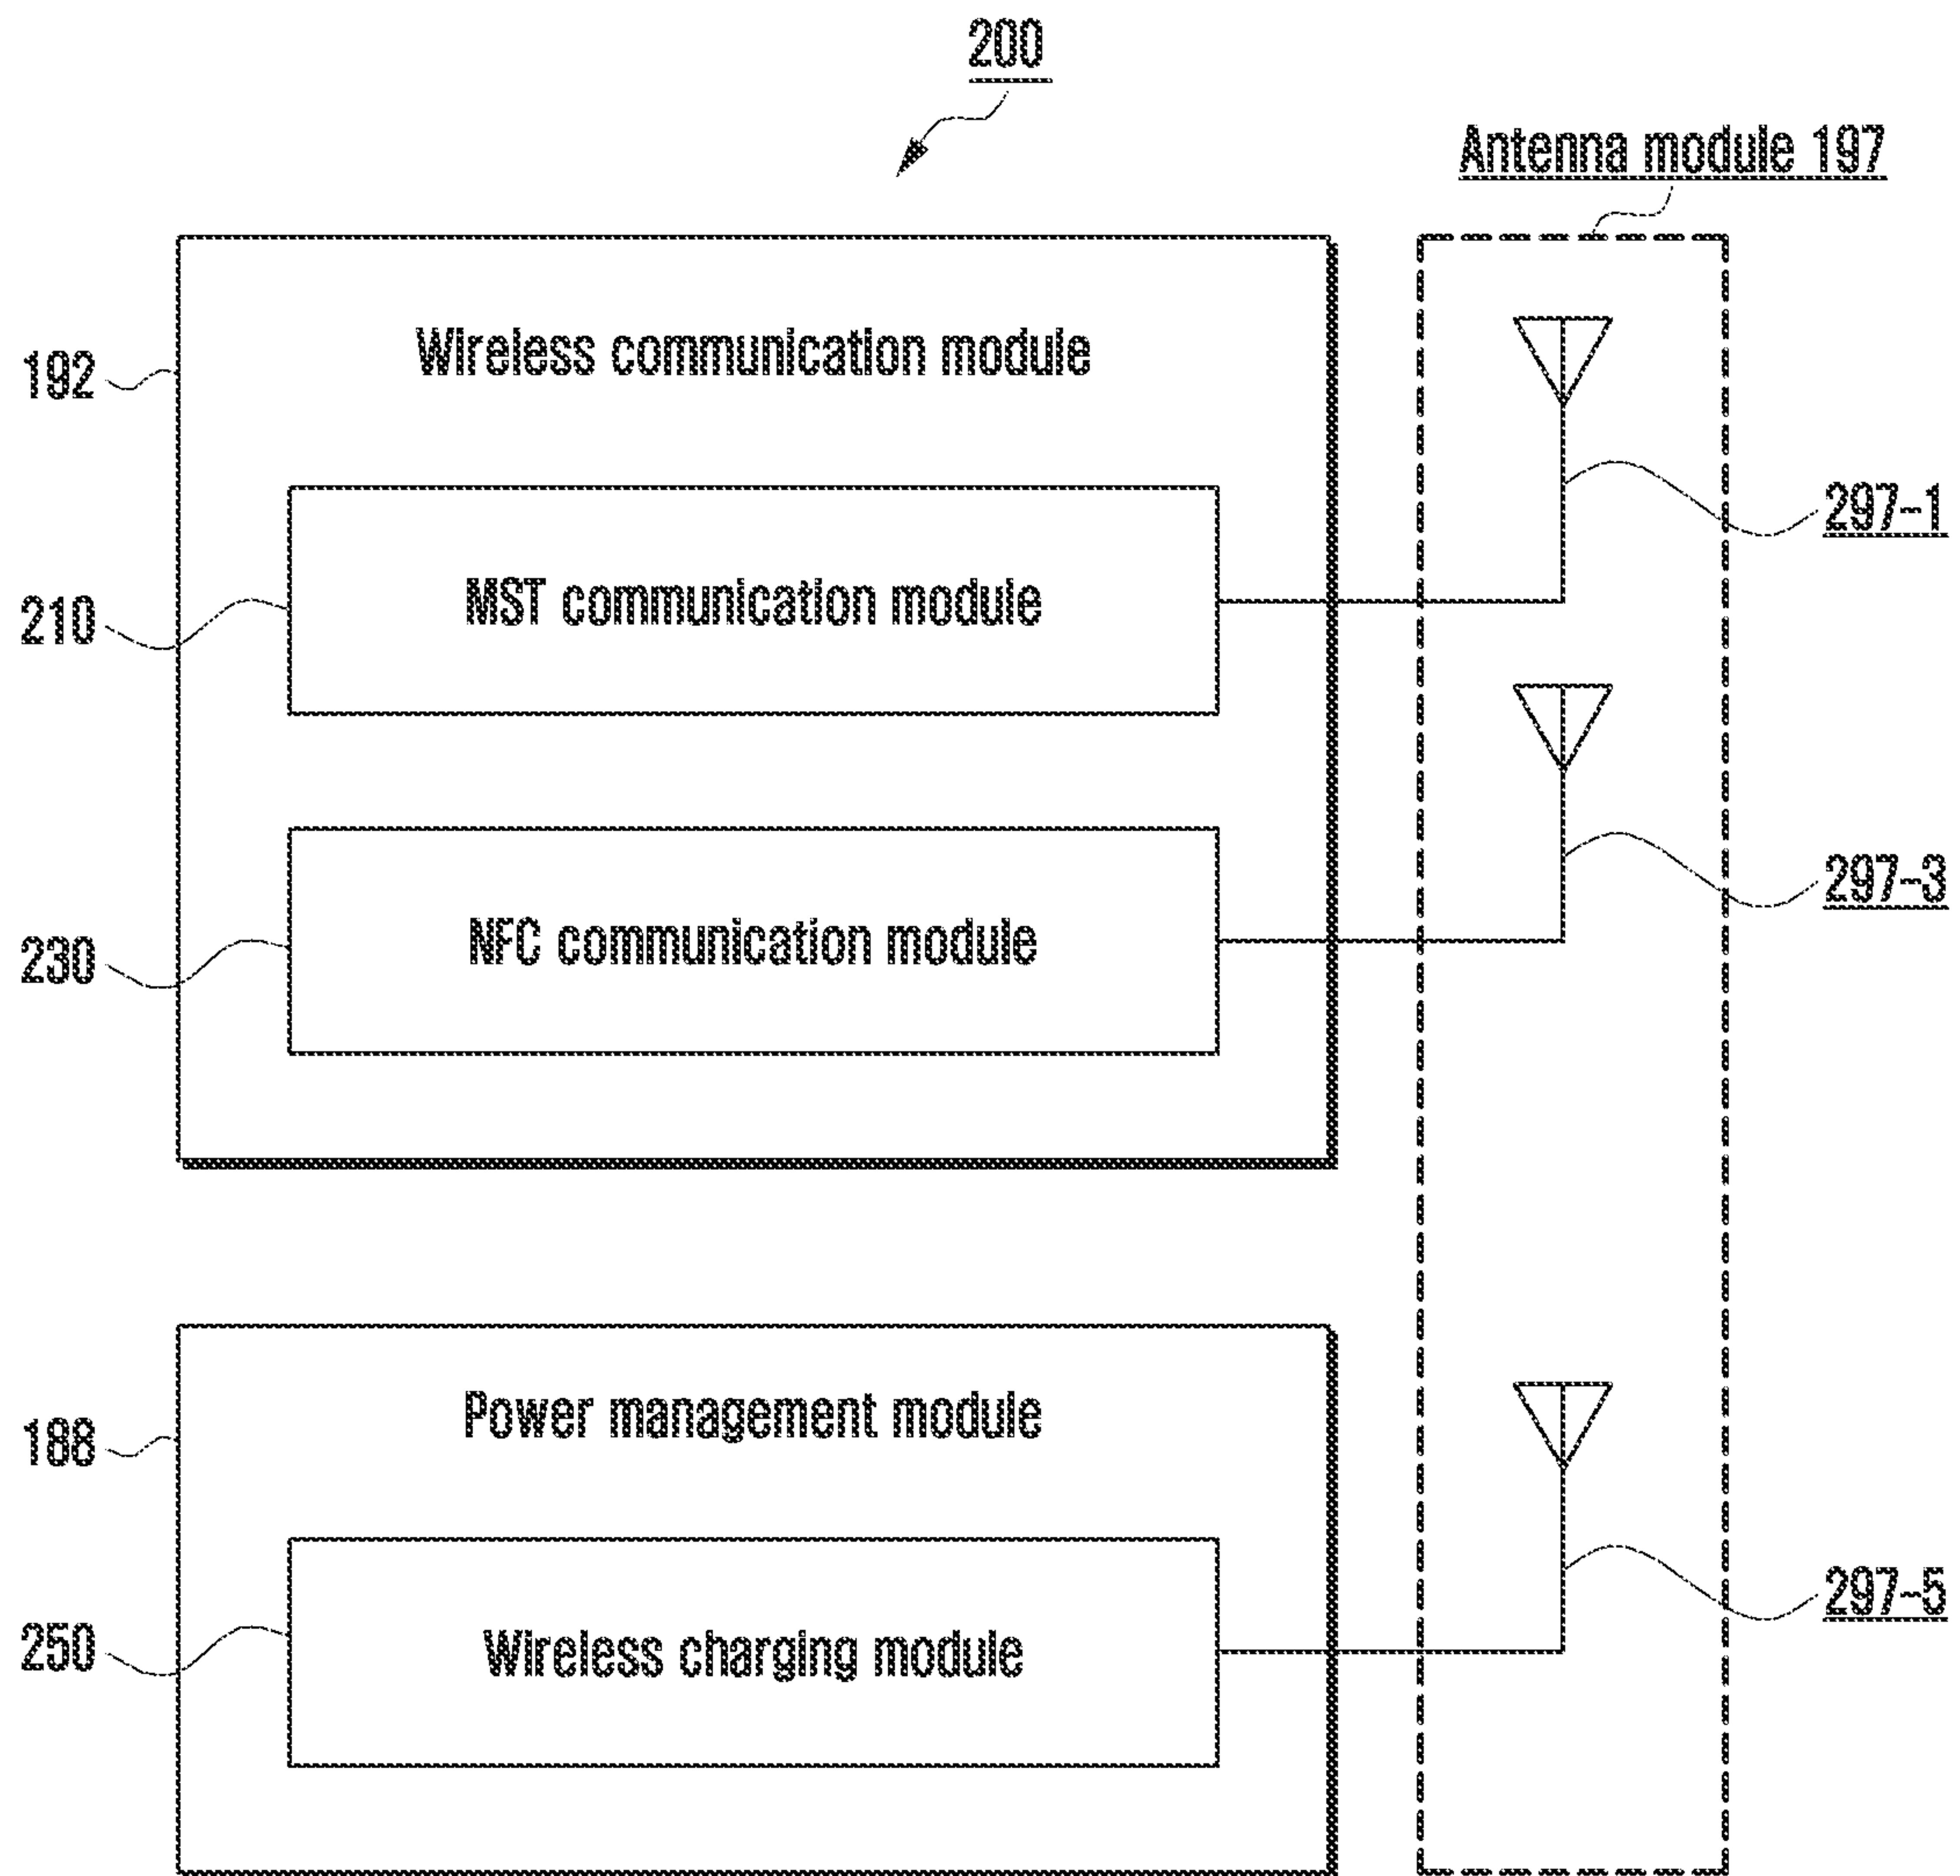 200
Antenna module 197
192
Wireless communication module
297-1
210
MST communication module
297-3
230
NFC communication module
188
Power management module
297-5
250
Wireless charging module